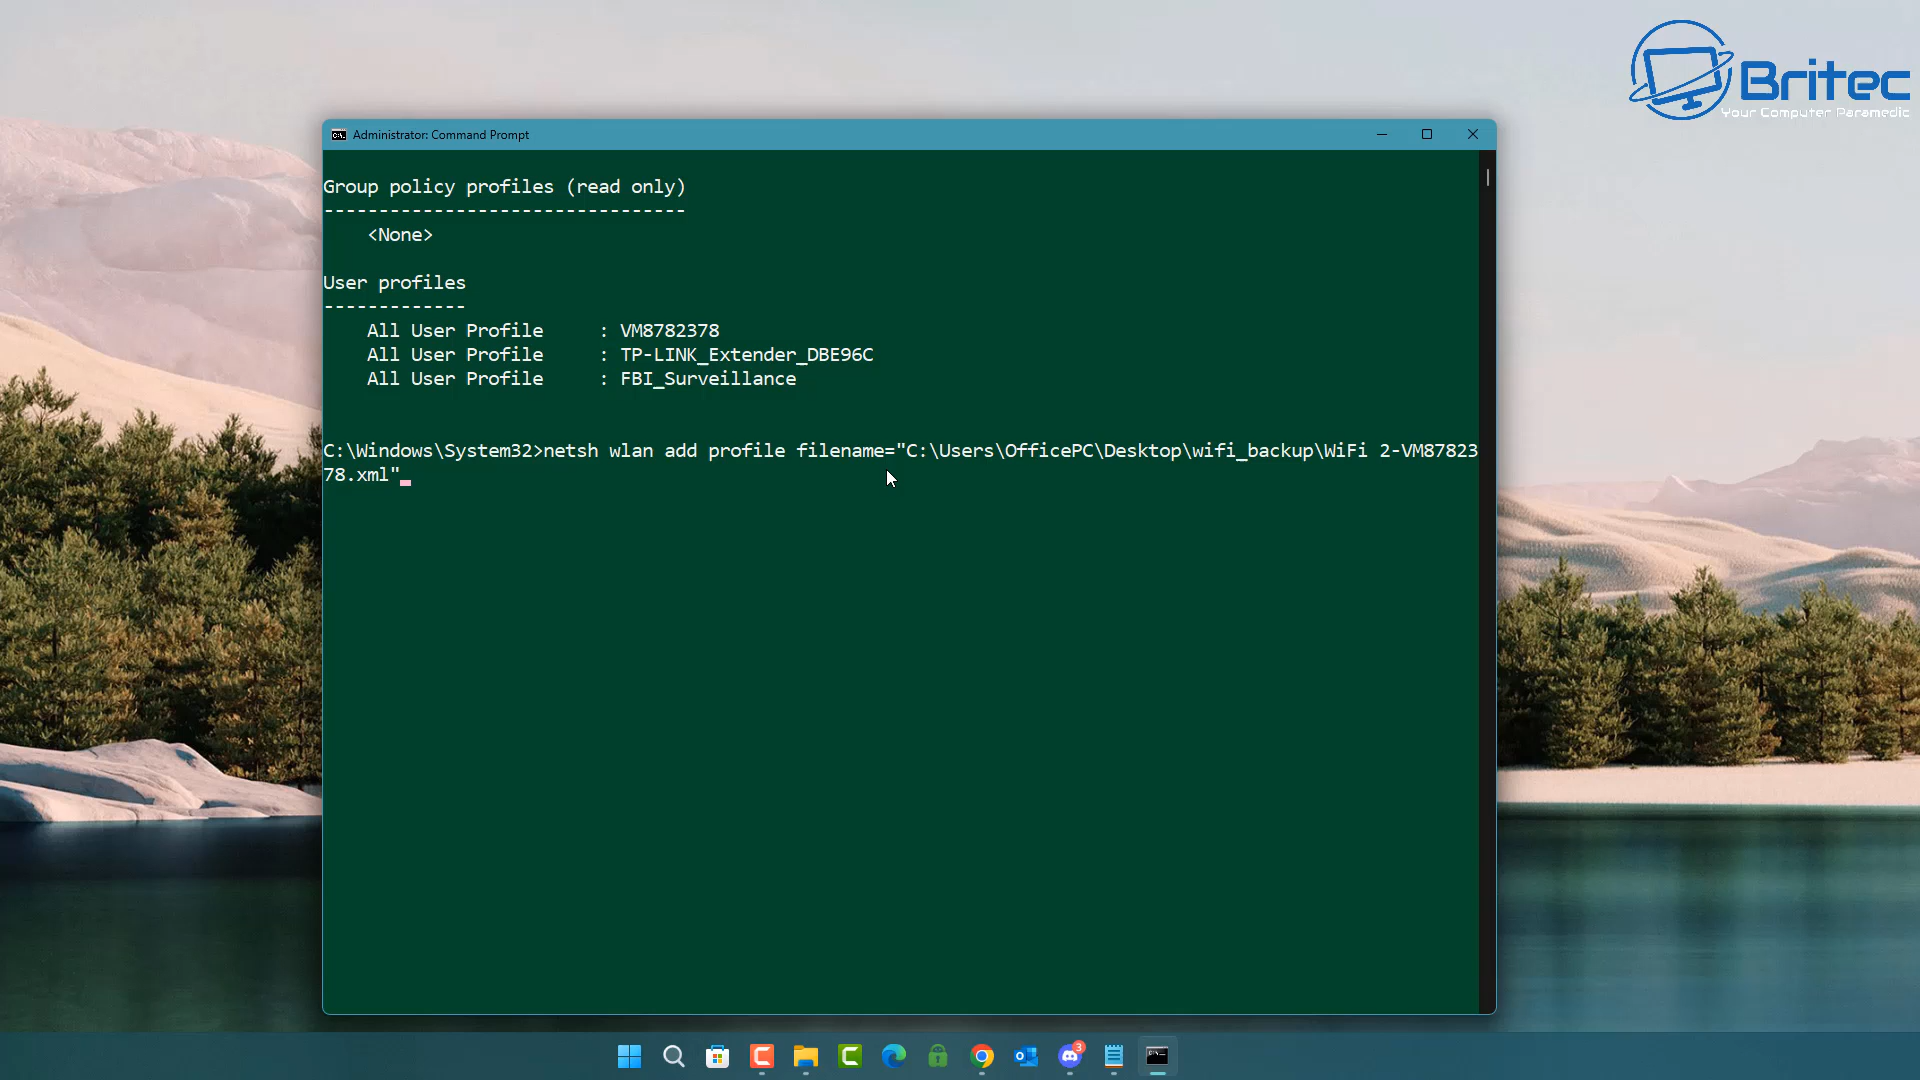 Britec
Your Computer Paramedic
Administrator: Command Prompt
Group policy profiles (read only)
---------------------------------
<None>
User profiles
-------------
All User Profile     : VM8782378
All User Profile     : TP-LINK_Extender_DBE96C
All User Profile     : FBI_Surveillance
C:\Windows\System32>netsh wlan add profile filename="C:\Users\OfficePC\Desktop\wifi_backup\WiFi 2-VM87823
78.xml"
3